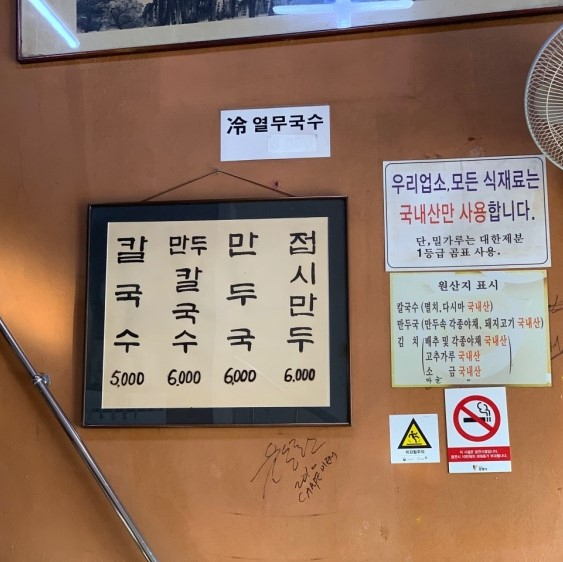 冷 열무국수
칼국수
5,000
만두칼국수
6,000
만두국
6,000
접시만두
6,000
우리업소,모든 식재료는
국내산만 사용합니다.
단,밀가루는 대한제분
1등급 곰표 사용.
원산지 표시
칼국수(멸치,다시마 국내산)
만두국(만두속 각종야채, 돼지고기 국내산)
김 치(배추 및 각종야채 국내산
고추가루 국내산
소 금 국내산
마늘
2010